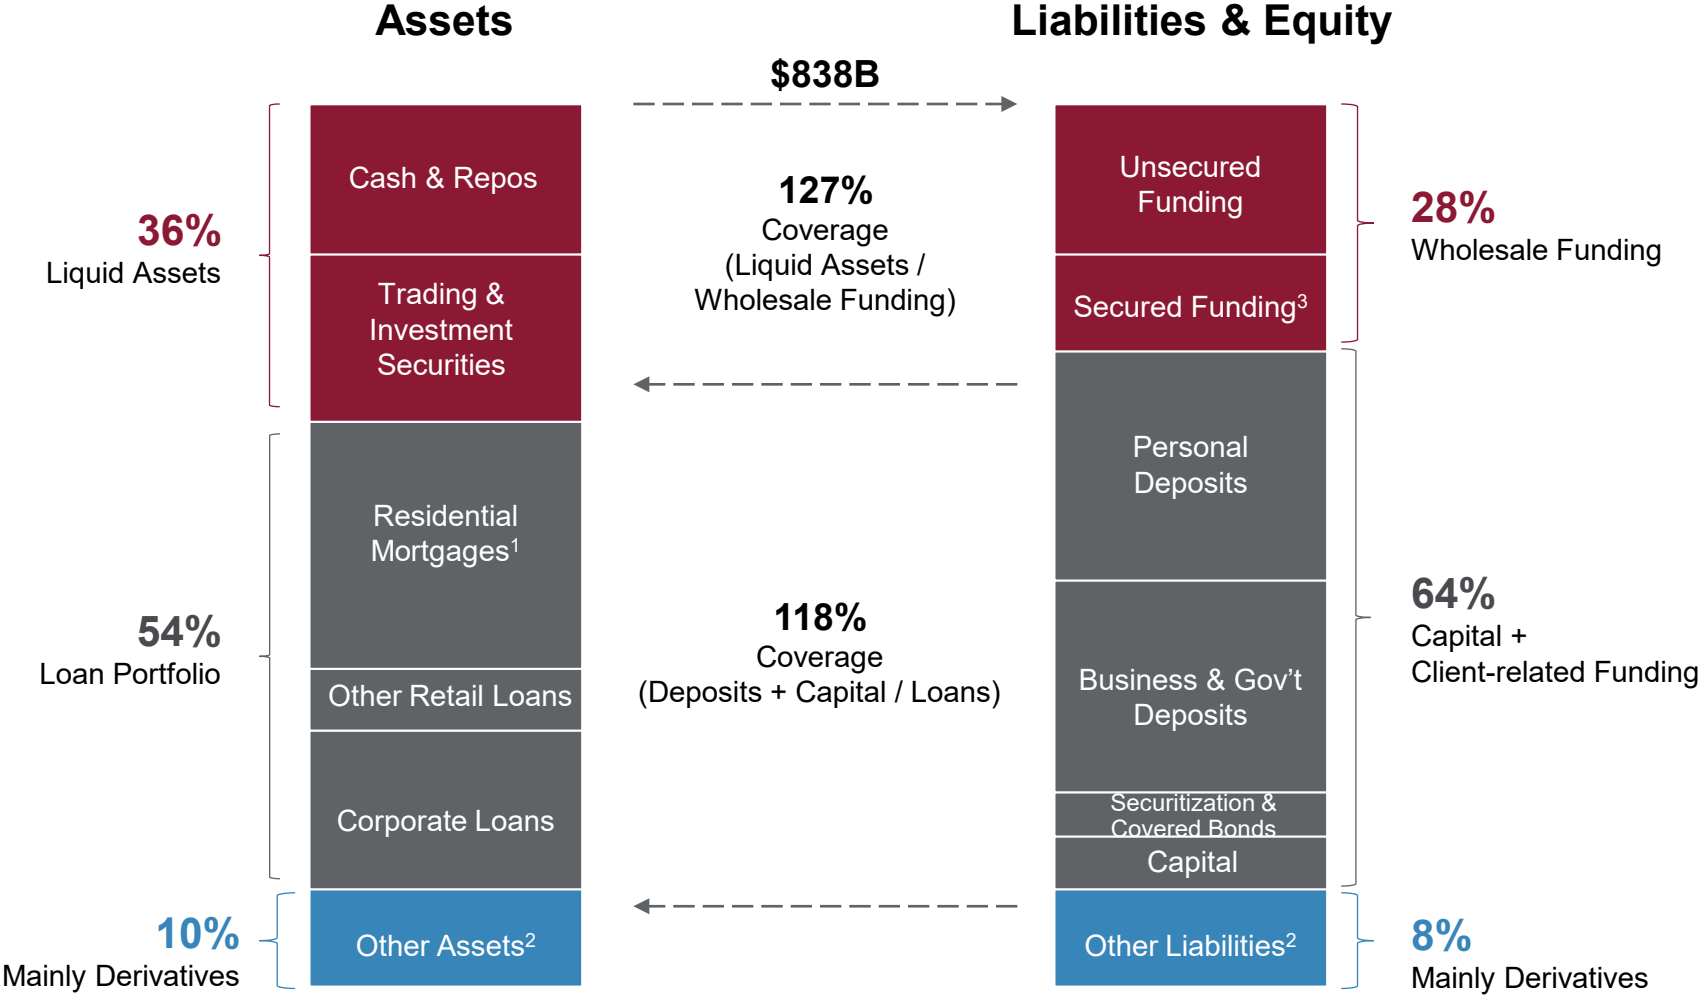 Assets
Liabilities & Equity
$838B
Cash & Repos
Trading &
Investment
Securities
36%
Liquid Assets
127%
Coverage
(Liquid Assets /
Wholesale Funding)
Unsecured
Funding
Secured Funding3
28%
Wholesale Funding
Residential
Mortgages1
Other Retail Loans
Corporate Loans
54%
Loan Portfolio
118%
Coverage
(Deposits + Capital / Loans)
Personal
Deposits
Business & Gov’t
Deposits
Securitization &
Covered Bonds
Capital
64%
Capital +
Client-related Funding
10%
Mainly Derivatives
Other Assets2
Other Liabilities2
8%
Mainly Derivatives